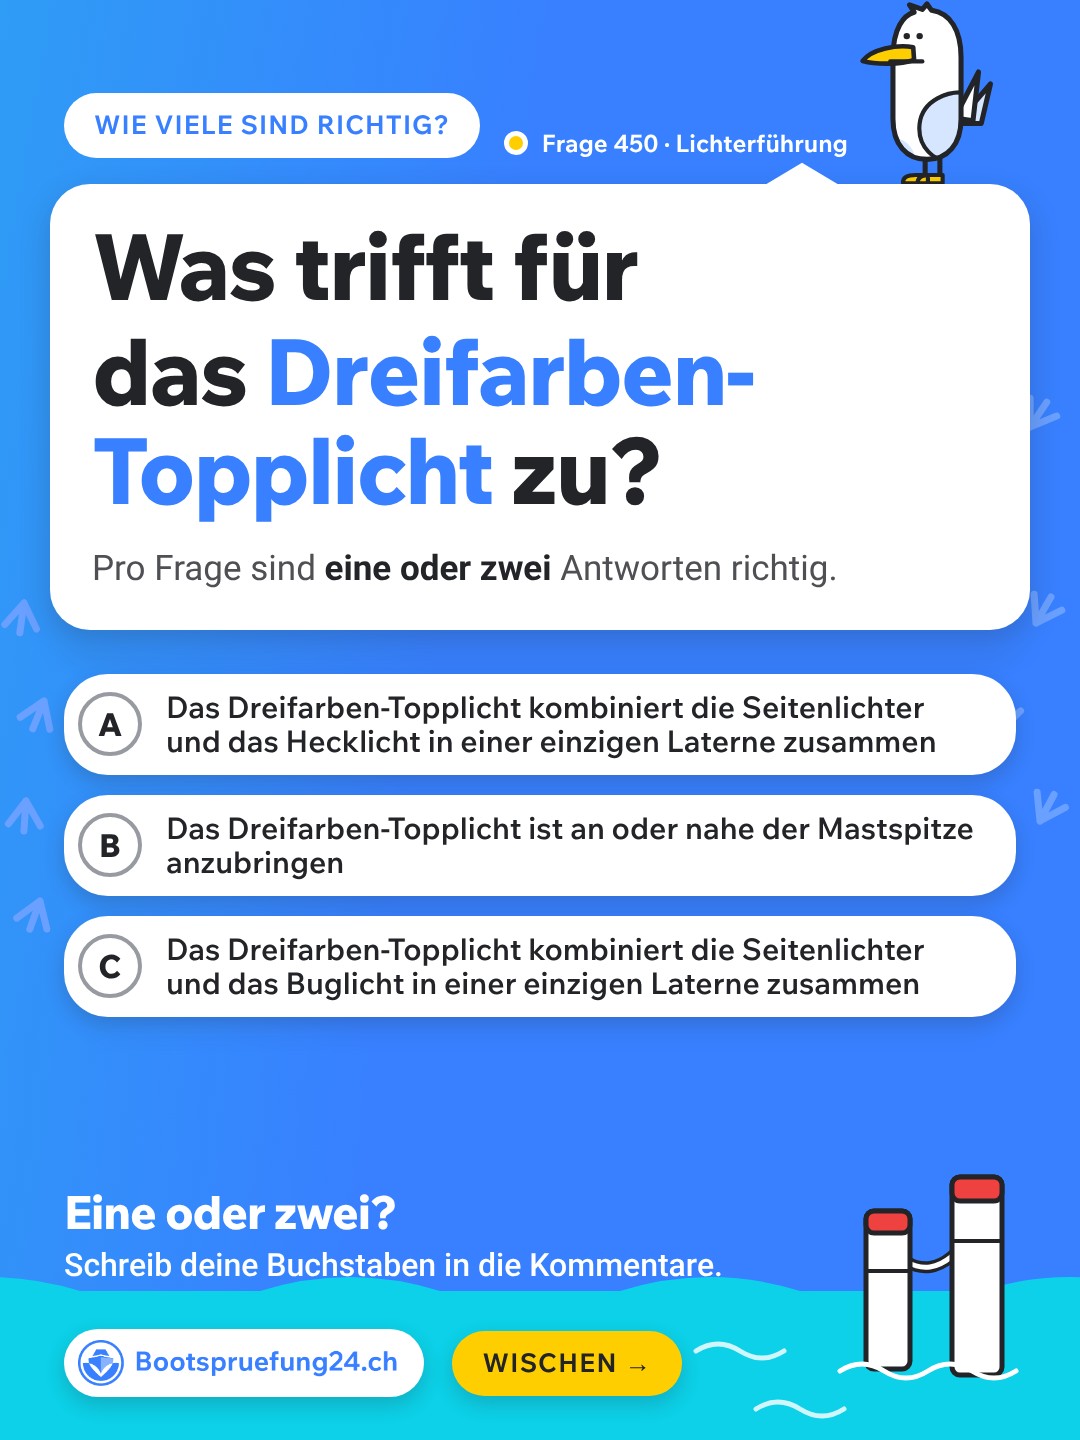 WIE VIELE SIND RICHTIG?
Frage 450 · Lichterführung
Was trifft für
das Dreifarben-
Topplicht zu?
Pro Frage sind eine oder zwei Antworten richtig.
A
Das Dreifarben-Topplicht kombiniert die Seitenlichter
und das Hecklicht in einer einzigen Laterne zusammen
B
Das Dreifarben-Topplicht ist an oder nahe der Mastspitze
anzubringen
C
Das Dreifarben-Topplicht kombiniert die Seitenlichter
und das Buglicht in einer einzigen Laterne zusammen
Eine oder zwei?
Schreib deine Buchstaben in die Kommentare.
Bootspruefung24.ch
WISCHEN →